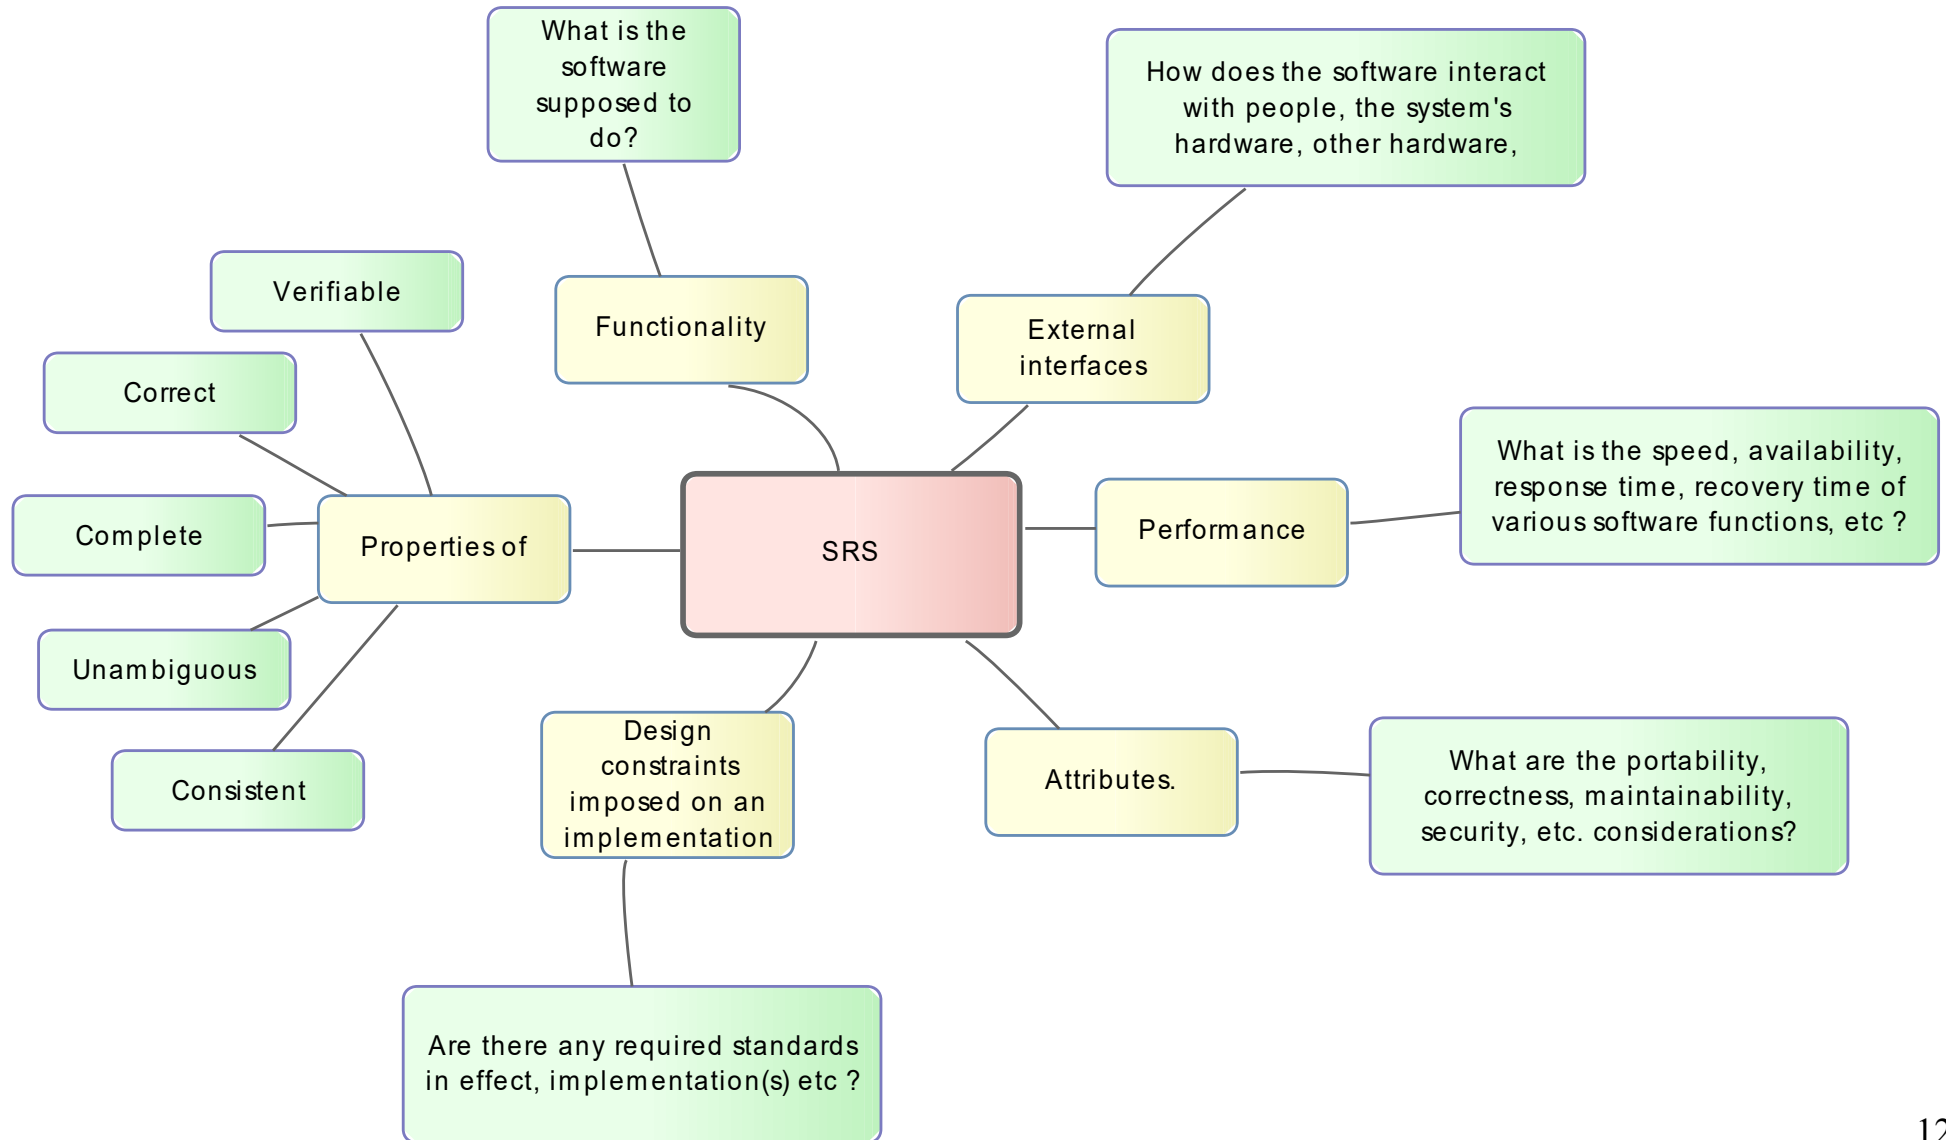 What is the
software
supposed to
do?
How does the software interact
with people, the system's
hardware, other hardware,
Verifiable
Functionality
External
interfaces
Correct
What is the speed, availability,
response time, recovery time of
various software functions, etc ?
Complete
Properties of
SRS
Performance
Unambiguous
Consistent
Design
constraints
imposed on an
implementation
Attributes.
What are the portability,
correctness, maintainability,
security, etc. considerations?
Are there any required standards
in effect, implementation(s) etc ?
12